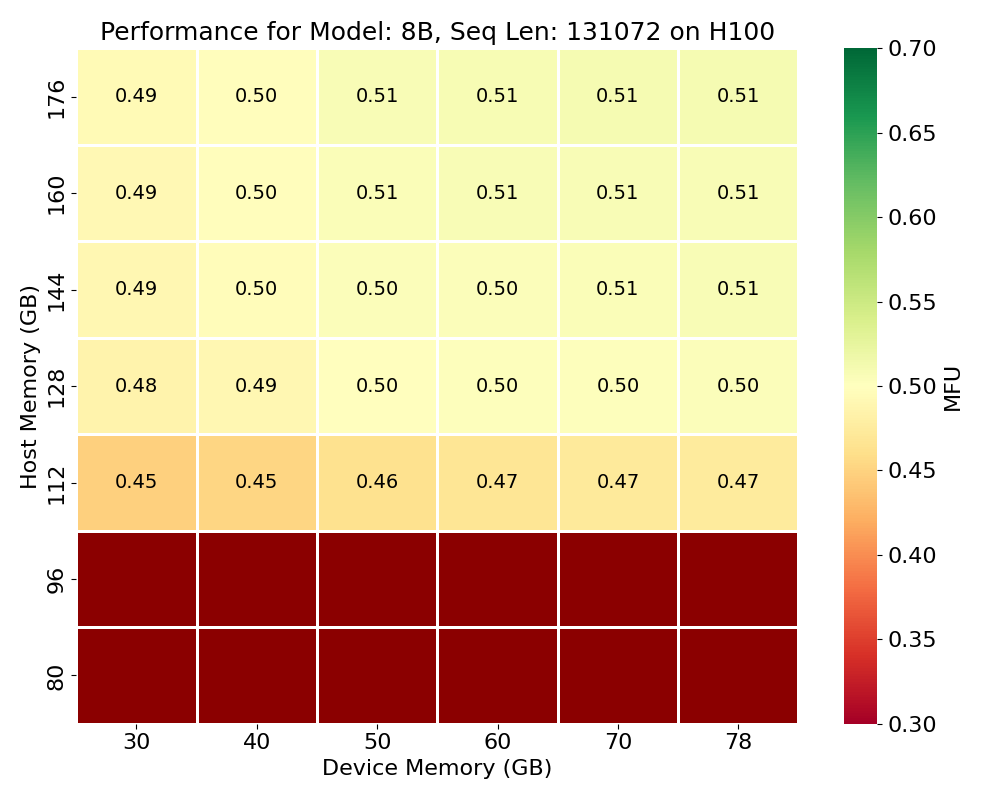 Performance for Model: 8B, Seq Len: 131072 on H100
176 0.49 0.50 0.51 0.51 0.51 0.51
160 0.49 0.50 0.51 0.51 0.51 0.51
144 0.49 0.50 0.50 0.50 0.51 0.51
128 0.48 0.49 0.50 0.50 0.50 0.50
112 0.45 0.45 0.46 0.47 0.47 0.47
96
80
Host Memory (GB)
30 40 50 60 70 78
Device Memory (GB)
0.70
0.65
0.60
0.55
0.50
0.45
0.40
0.35
0.30
MFU